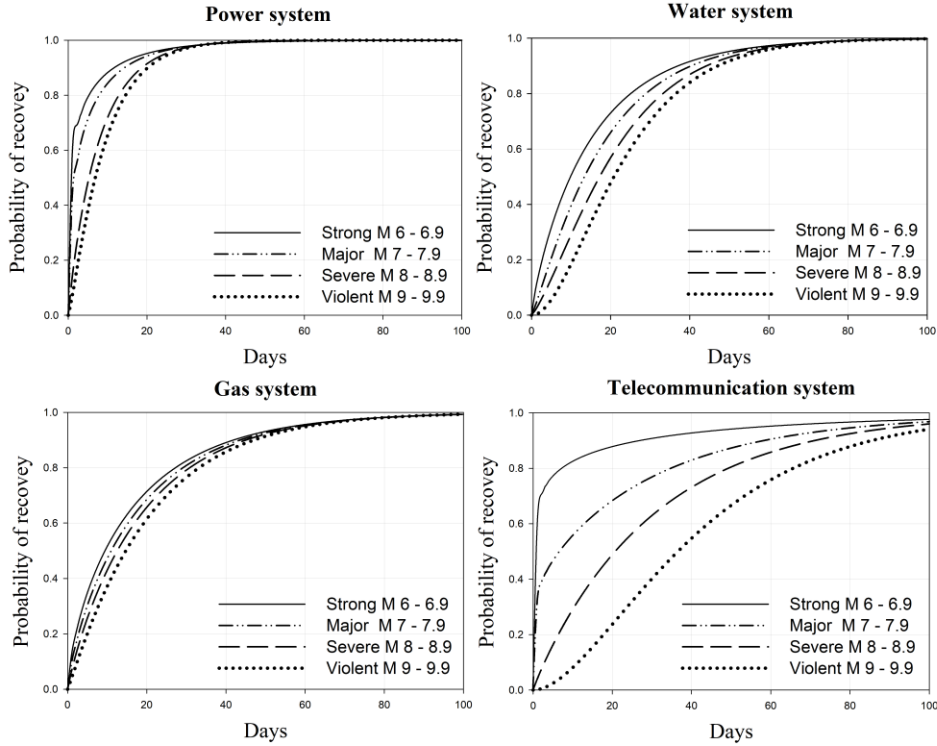 Power system
Probability of recovey
1.0
0.8
0.6
0.4
0.2
0.0
Strong M 6 - 6.9
Major M 7 - 7.9
Severe M 8 - 8.9
Violent M 9 - 9.9
0 20 40 60 80 100
Days
Water system
Probability of recovey
1.0
0.8
0.6
0.4
0.2
0.0
Strong M 6 - 6.9
Major M 7 - 7.9
Severe M 8 - 8.9
Violent M 9 - 9.9
0 20 40 60 80 100
Days
Gas system
Probability of recovey
1.0
0.8
0.6
0.4
0.2
0.0
Strong M 6 - 6.9
Major M 7 - 7.9
Severe M 8 - 8.9
Violent M 9 - 9.9
0 20 40 60 80 100
Days
Telecommunication system
Probability of recovey
1.0
0.8
0.6
0.4
0.2
0.0
Strong M 6 - 6.9
Major M 7 - 7.9
Severe M 8 - 8.9
Violent M 9 - 9.9
0 20 40 60 80 100
Days